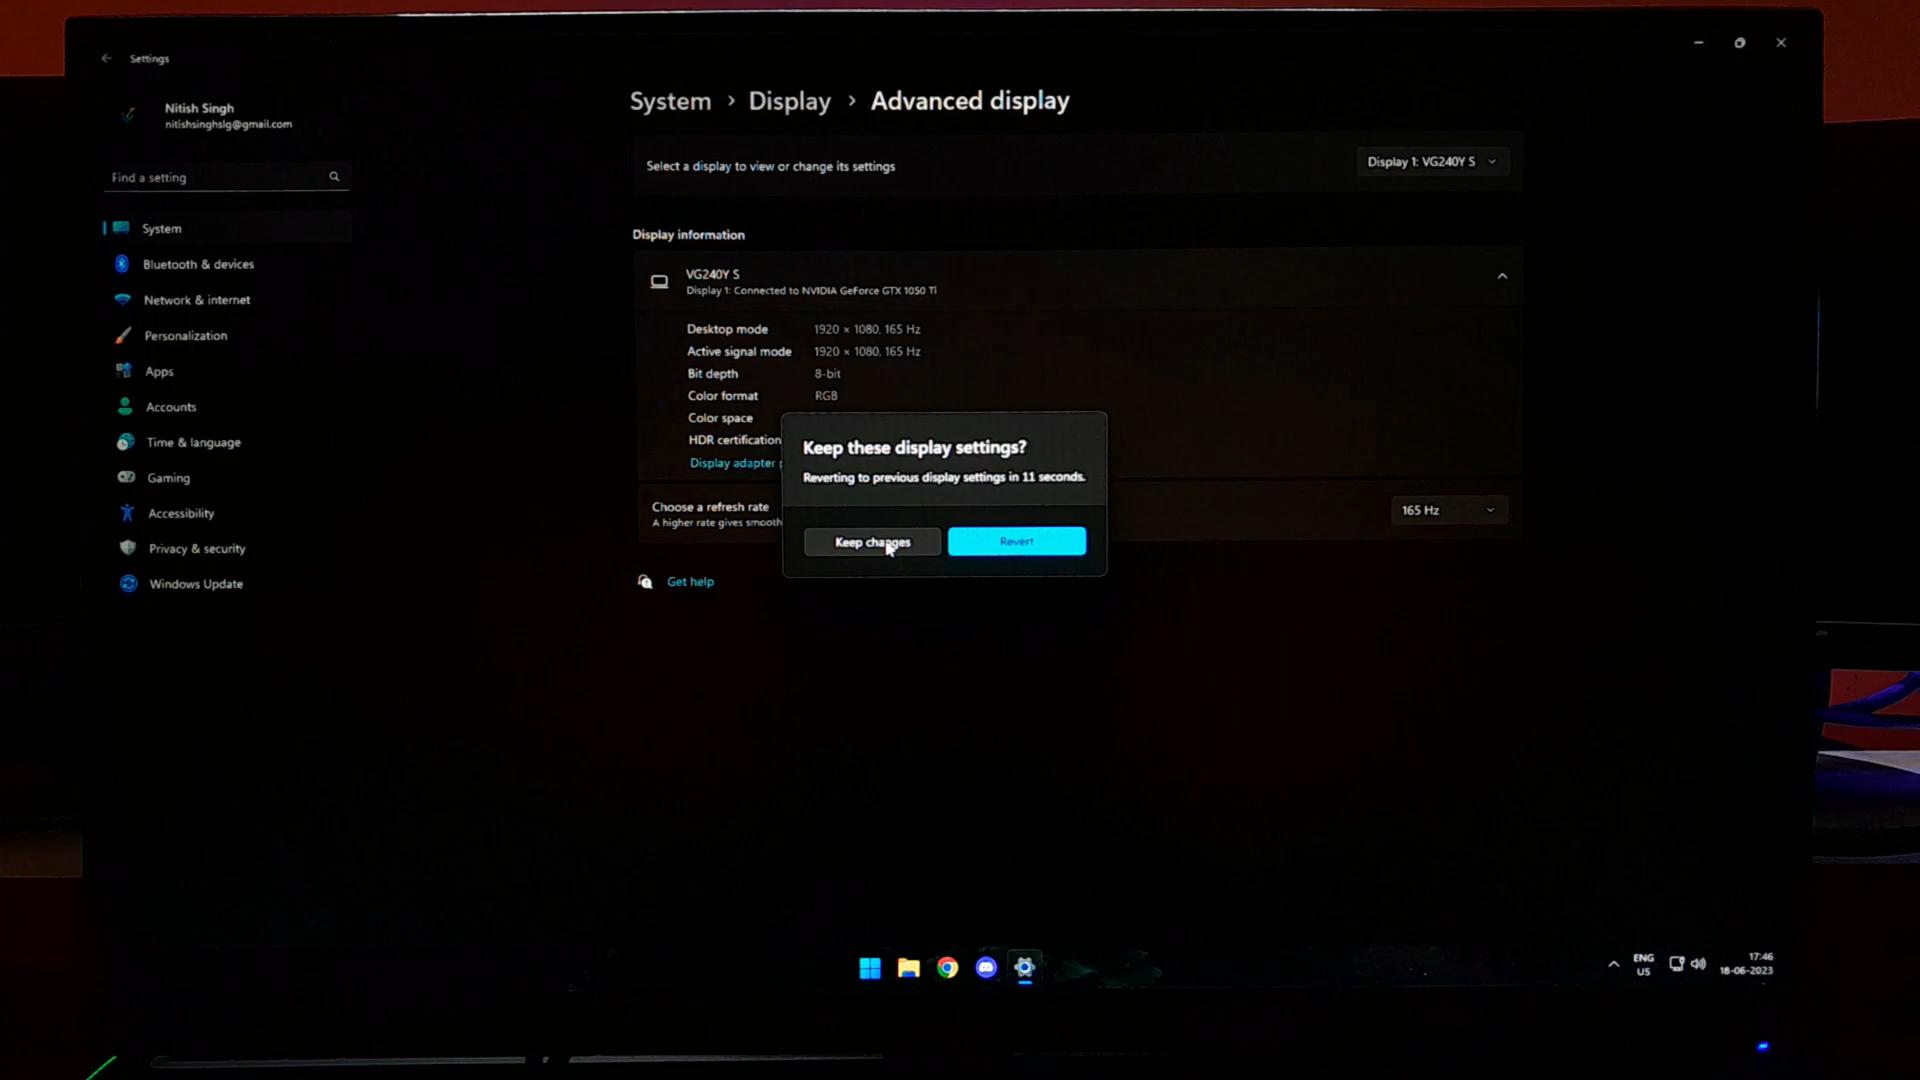 Settings
Nitish Singh
nitishsinghslg@gmail.com
Find a setting
System
Bluetooth & devices
Network & internet
Personalization
Apps
Accounts
Time & language
Gaming
Accessibility
Privacy & security
Windows Update
System > Display > Advanced display
Select a display to view or change its settings
Display 1: VG240Y S
Display information
VG240Y S
Display 1: Connected to NVIDIA GeForce GTX 1050 Ti
Desktop mode 1920 × 1080, 165 Hz
Active signal mode 1920 × 1080, 165 Hz
Bit depth 8-bit
Color format RGB
Color space
HDR certification
Display adapter p
Choose a refresh rate
A higher rate gives smooth
165 Hz
Get help
Keep these display settings?
Reverting to previous display settings in 11 seconds.
Keep changes
Revert
ENG
US
17:46
18-06-2023